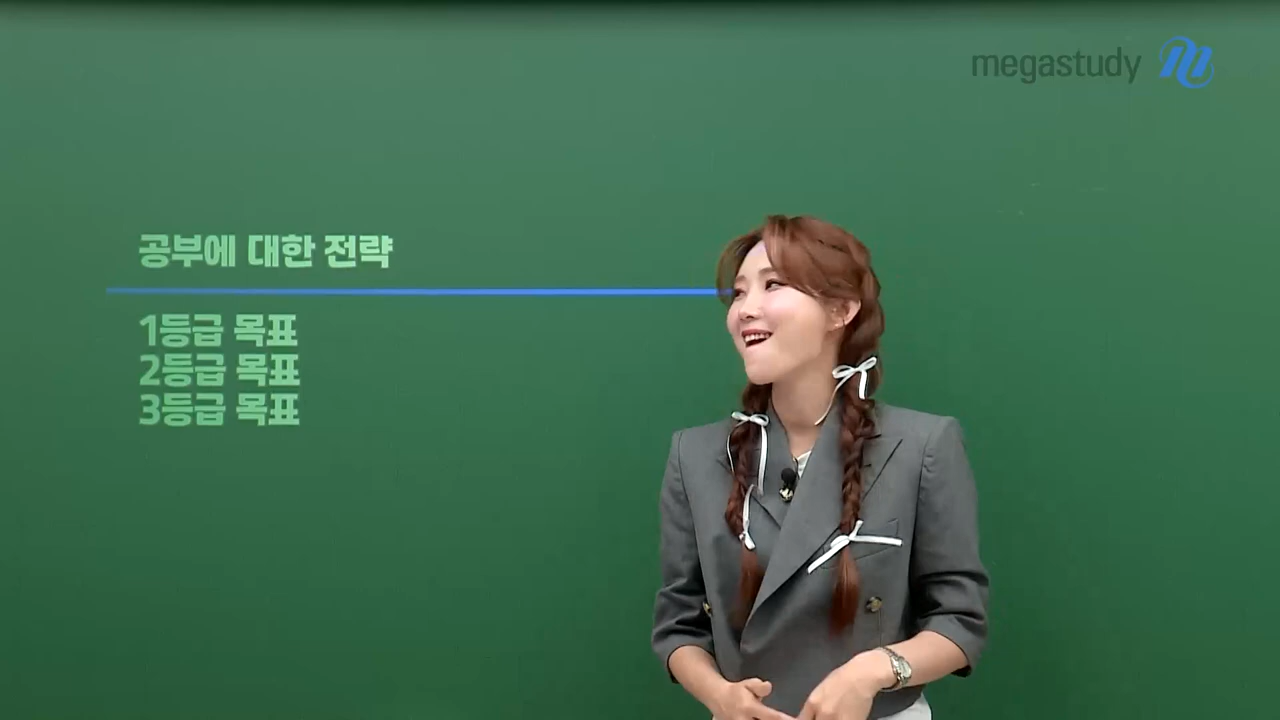 megastudy
공부에 대한 전략
1등급 목표
2등급 목표
3등급 목표